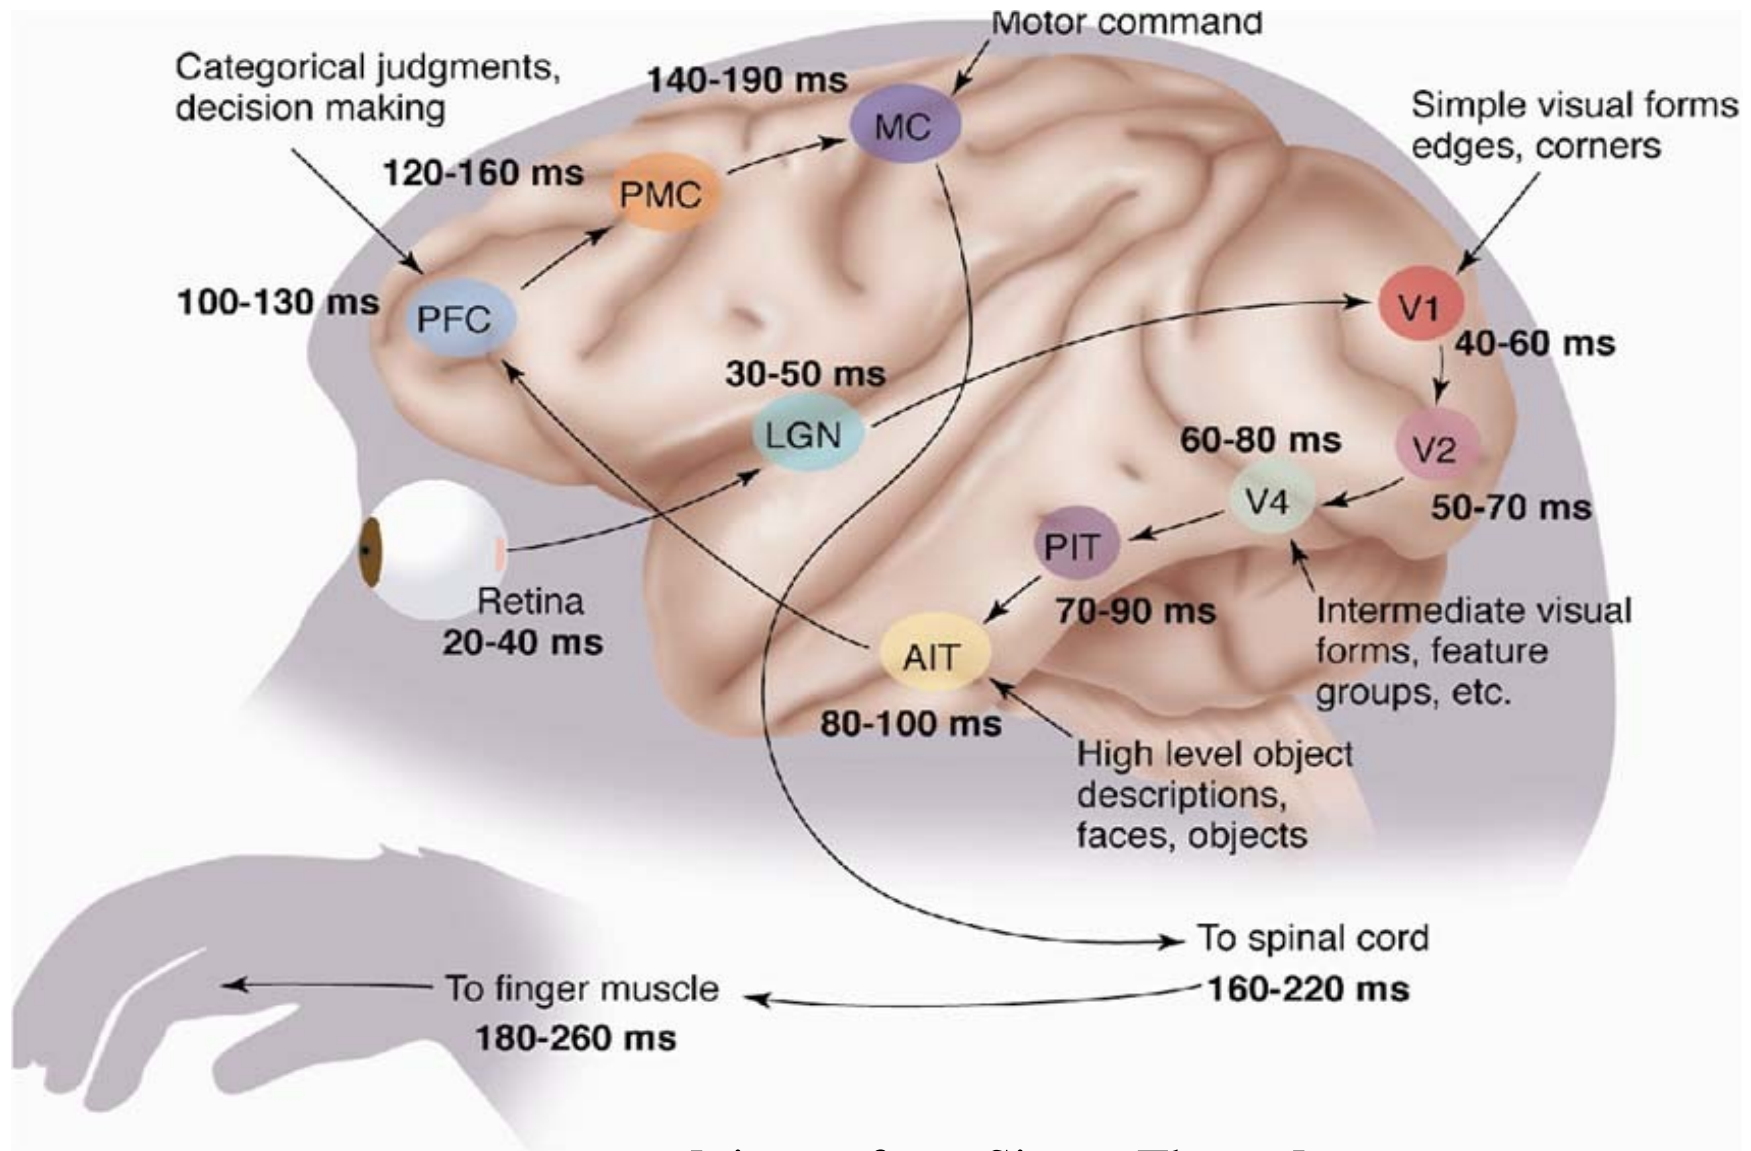 Motor command
Categorical judgments,
decision making
140-190 ms
MC
Simple visual forms
edges, corners
120-160 ms
PMC
100-130 ms
PFC
V1
40-60 ms
30-50 ms
LGN
60-80 ms
V2
V4
50-70 ms
PIT
Retina
20-40 ms
70-90 ms
Intermediate visual
forms, feature
groups, etc.
AIT
80-100 ms
High level object
descriptions,
faces, objects
To spinal cord
160-220 ms
To finger muscle
180-260 ms